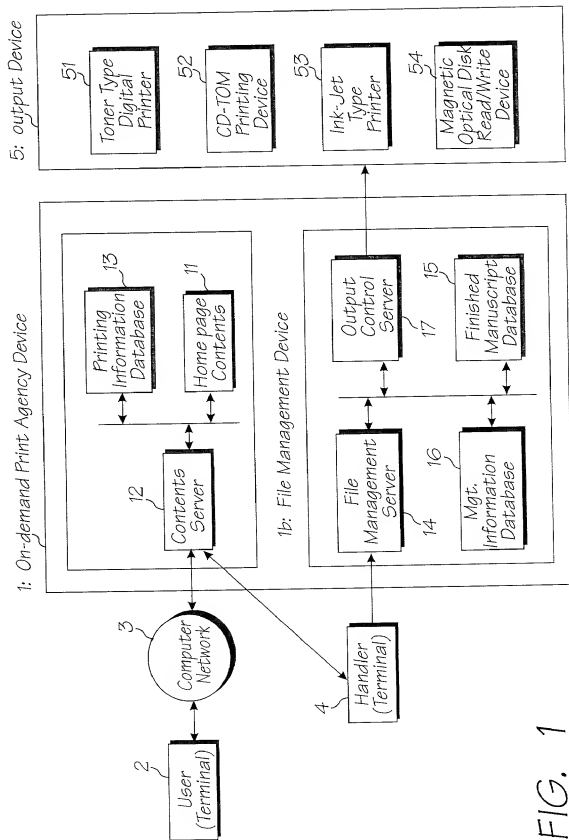 1: On-demand Print Agency Device
5: output Device
13
Printing
Information
Database
11
Home page
Contents
12
Contents
Server
3
Computer
Network
2
User
(Terminal)
4
Handler
(Terminal)
1b: File Management Device
File
Management
Server
14
Output
Control
Server
17
16
Mgt.
Information
Database
15
Finished
Manuscript
Database
51
Toner Type
Digital
Printer
52
CD-TOM
Printing
Device
53
Ink-Jet
Type
Printer
54
Magnetic
Optical Disk
Read/Write
Device
FIG. 1